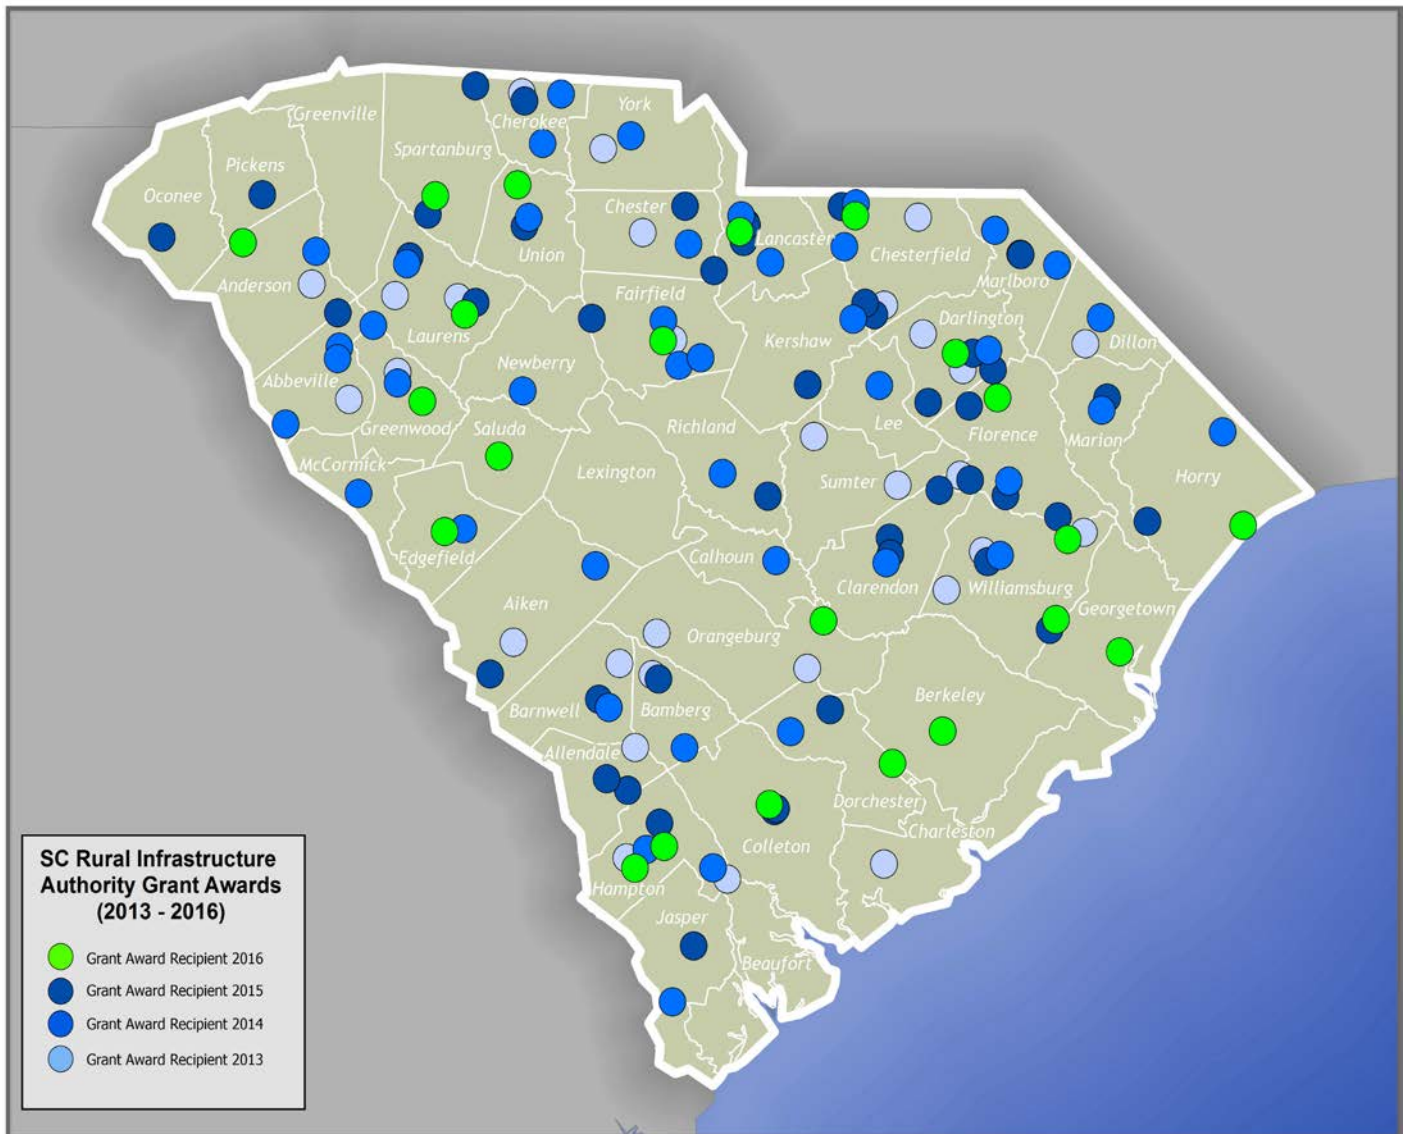 Greenville
York
Cherokee
Spartanburg
Pickens
Oconee
Chester
Lancaster
Union
Chesterfield
Anderson
Marlboro
Fairfield
Darlington
Laurens
Kershaw
Dillon
Newberry
Abbeville
Greenwood
Saluda
Richland
Lee
Florence
Marion
McCormick
Lexington
Sumter
Horry
Edgefield
Calhoun
Clarendon
Williamsburg
Aiken
Georgetown
Orangeburg
Berkeley
Barnwell
Bamberg
Allendale
Dorchester
Charleston
Colleton
Hampton
Jasper
Beaufort
SC Rural Infrastructure
Authority Grant Awards
(2013 - 2016)
Grant Award Recipient 2016
Grant Award Recipient 2015
Grant Award Recipient 2014
Grant Award Recipient 2013